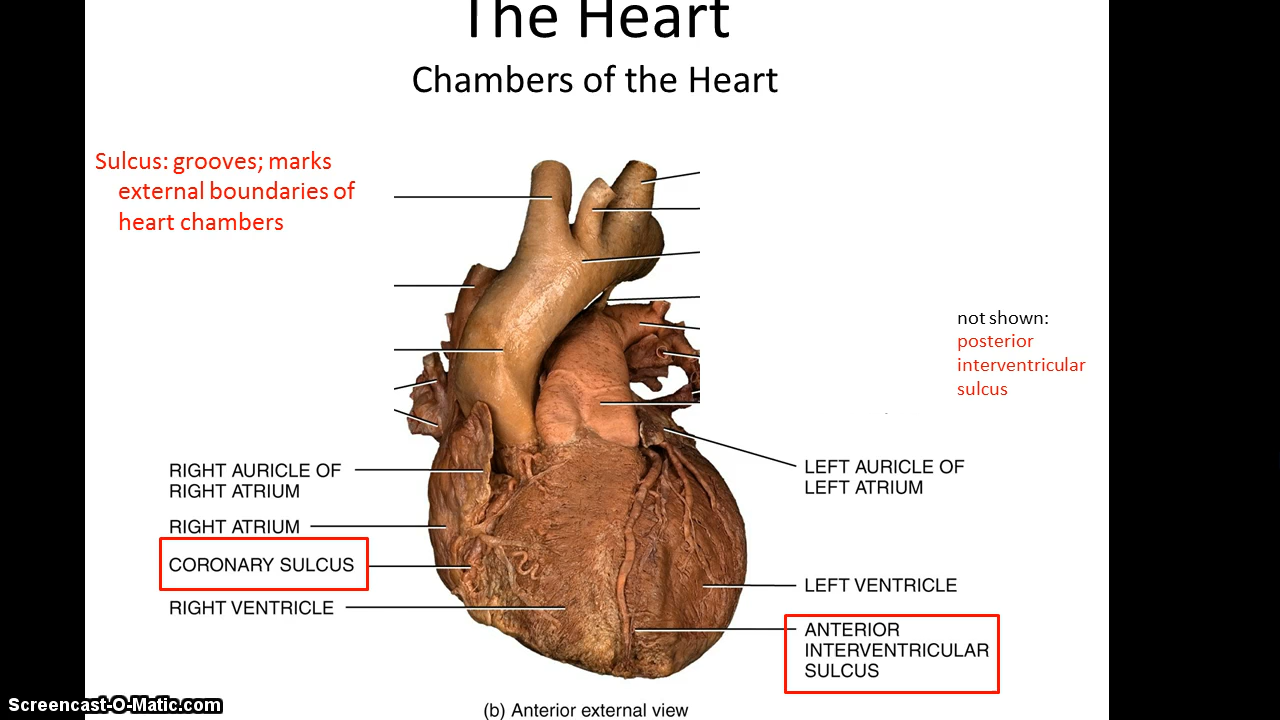 The Heart
Chambers of the Heart
Sulcus: grooves; marks
external boundaries of
heart chambers
not shown:
posterior
interventricular
sulcus
RIGHT AURICLE OF
RIGHT ATRIUM
RIGHT ATRIUM
CORONARY SULCUS
RIGHT VENTRICLE
LEFT AURICLE OF
LEFT ATRIUM
LEFT VENTRICLE
ANTERIOR
INTERVENTRICULAR
SULCUS
(b) Anterior external view
Screencast-O-Matic.com